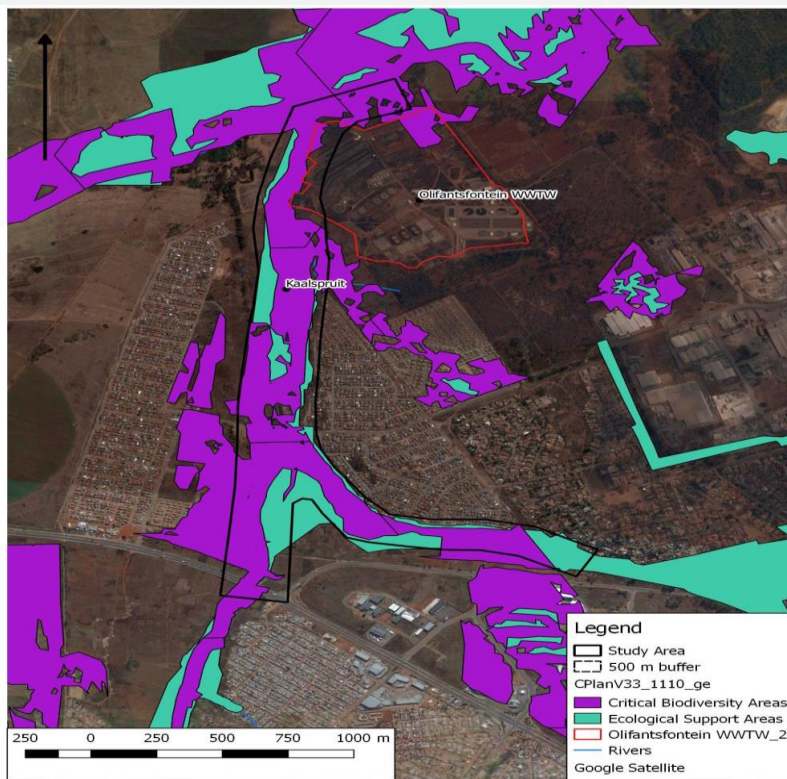 Olifantsfontein WWTW
Kaalspruit
Legend
Study Area
500 m buffer
CPlanV33_1110_ge
Critical Biodiversity Areas
Ecological Support Areas
Olifantsfontein WWTW_2
Rivers
Google Satellite
250 0 250 500 750 1000 m